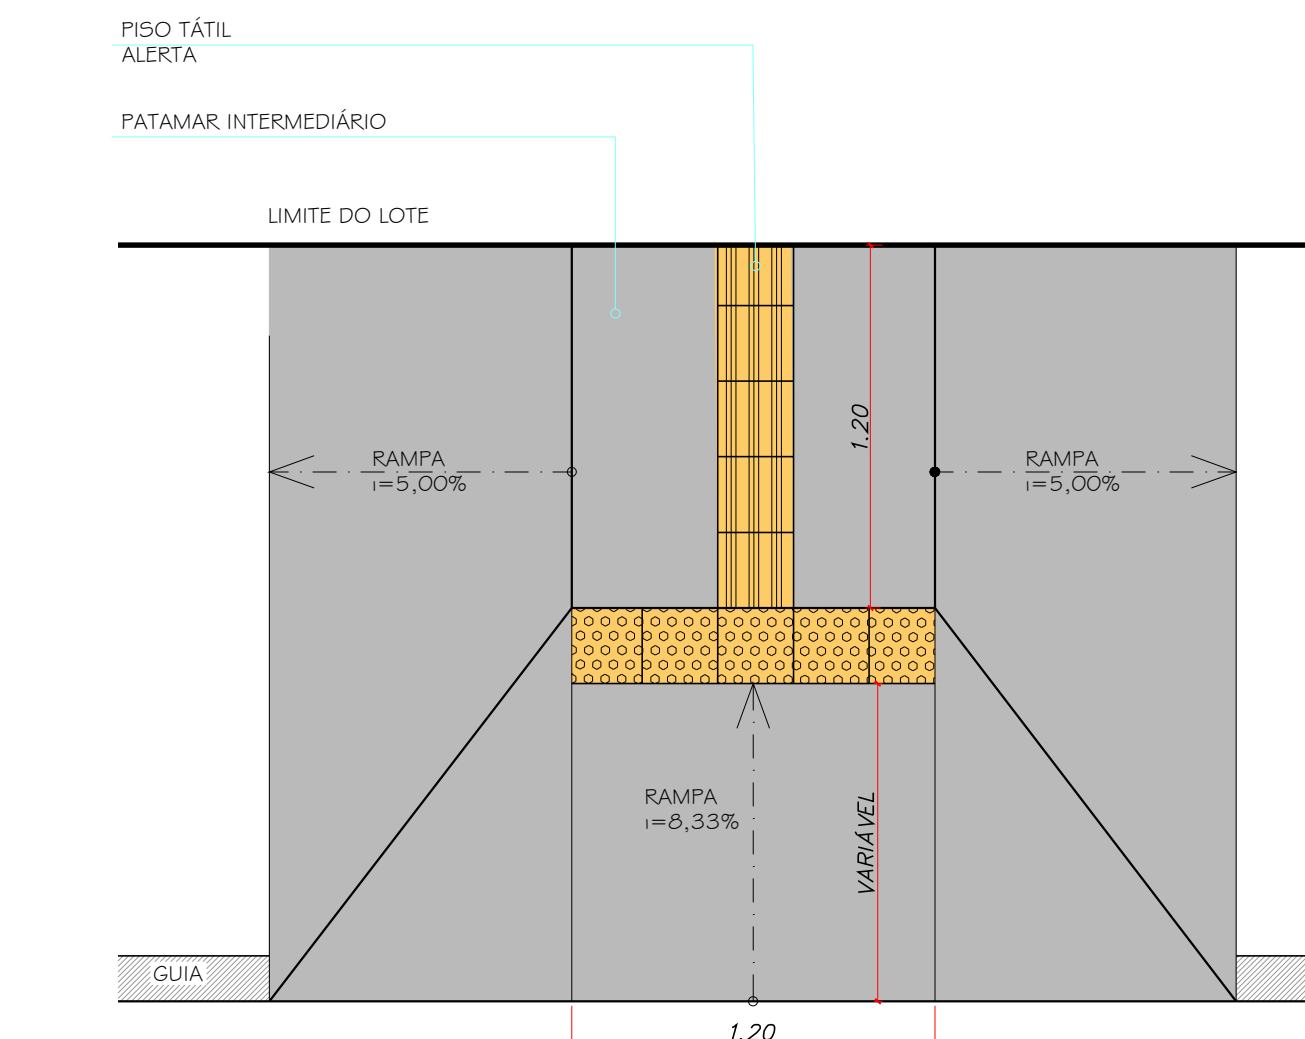 PISO TÁTIL
ALERTA
PATAMAR INTERMEDIÁRIO
LIMITE DO LOTE
1.20
RAMPA
i=5,00%
RAMPA
i=5,00%
RAMPA
i=8,33%
VARIÁVEL
GUIA
1.20